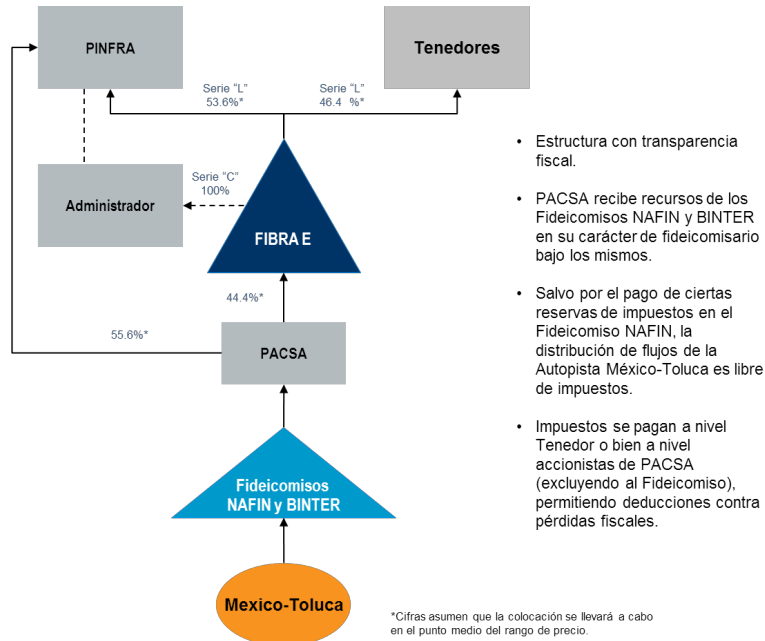 PINFRA
Tenedores
Serie “L”
53.6%*
Serie “L”
46.4 %*
Administrador
Serie “C”
100%
FIBRA E
44.4%*
55.6%*
PACSA
Fideicomisos
NAFIN y BINTER
Mexico-Toluca
• Estructura con transparencia
fiscal.
• PACSA recibe recursos de los
Fideicomisos NAFIN y BINTER
en su carácter de fideicomisario
bajo los mismos.
• Salvo por el pago de ciertas
reservas de impuestos en el
Fideicomiso NAFIN, la
distribución de flujos de la
Autopista México-Toluca es libre
de impuestos.
• Impuestos se pagan a nivel
Tenedor o bien a nivel
accionistas de PACSA
(excluyendo al Fideicomiso),
permitiendo deducciones contra
pérdidas fiscales.
*Cifras asumen que la colocación se llevará a cabo
en el punto medio del rango de precio.